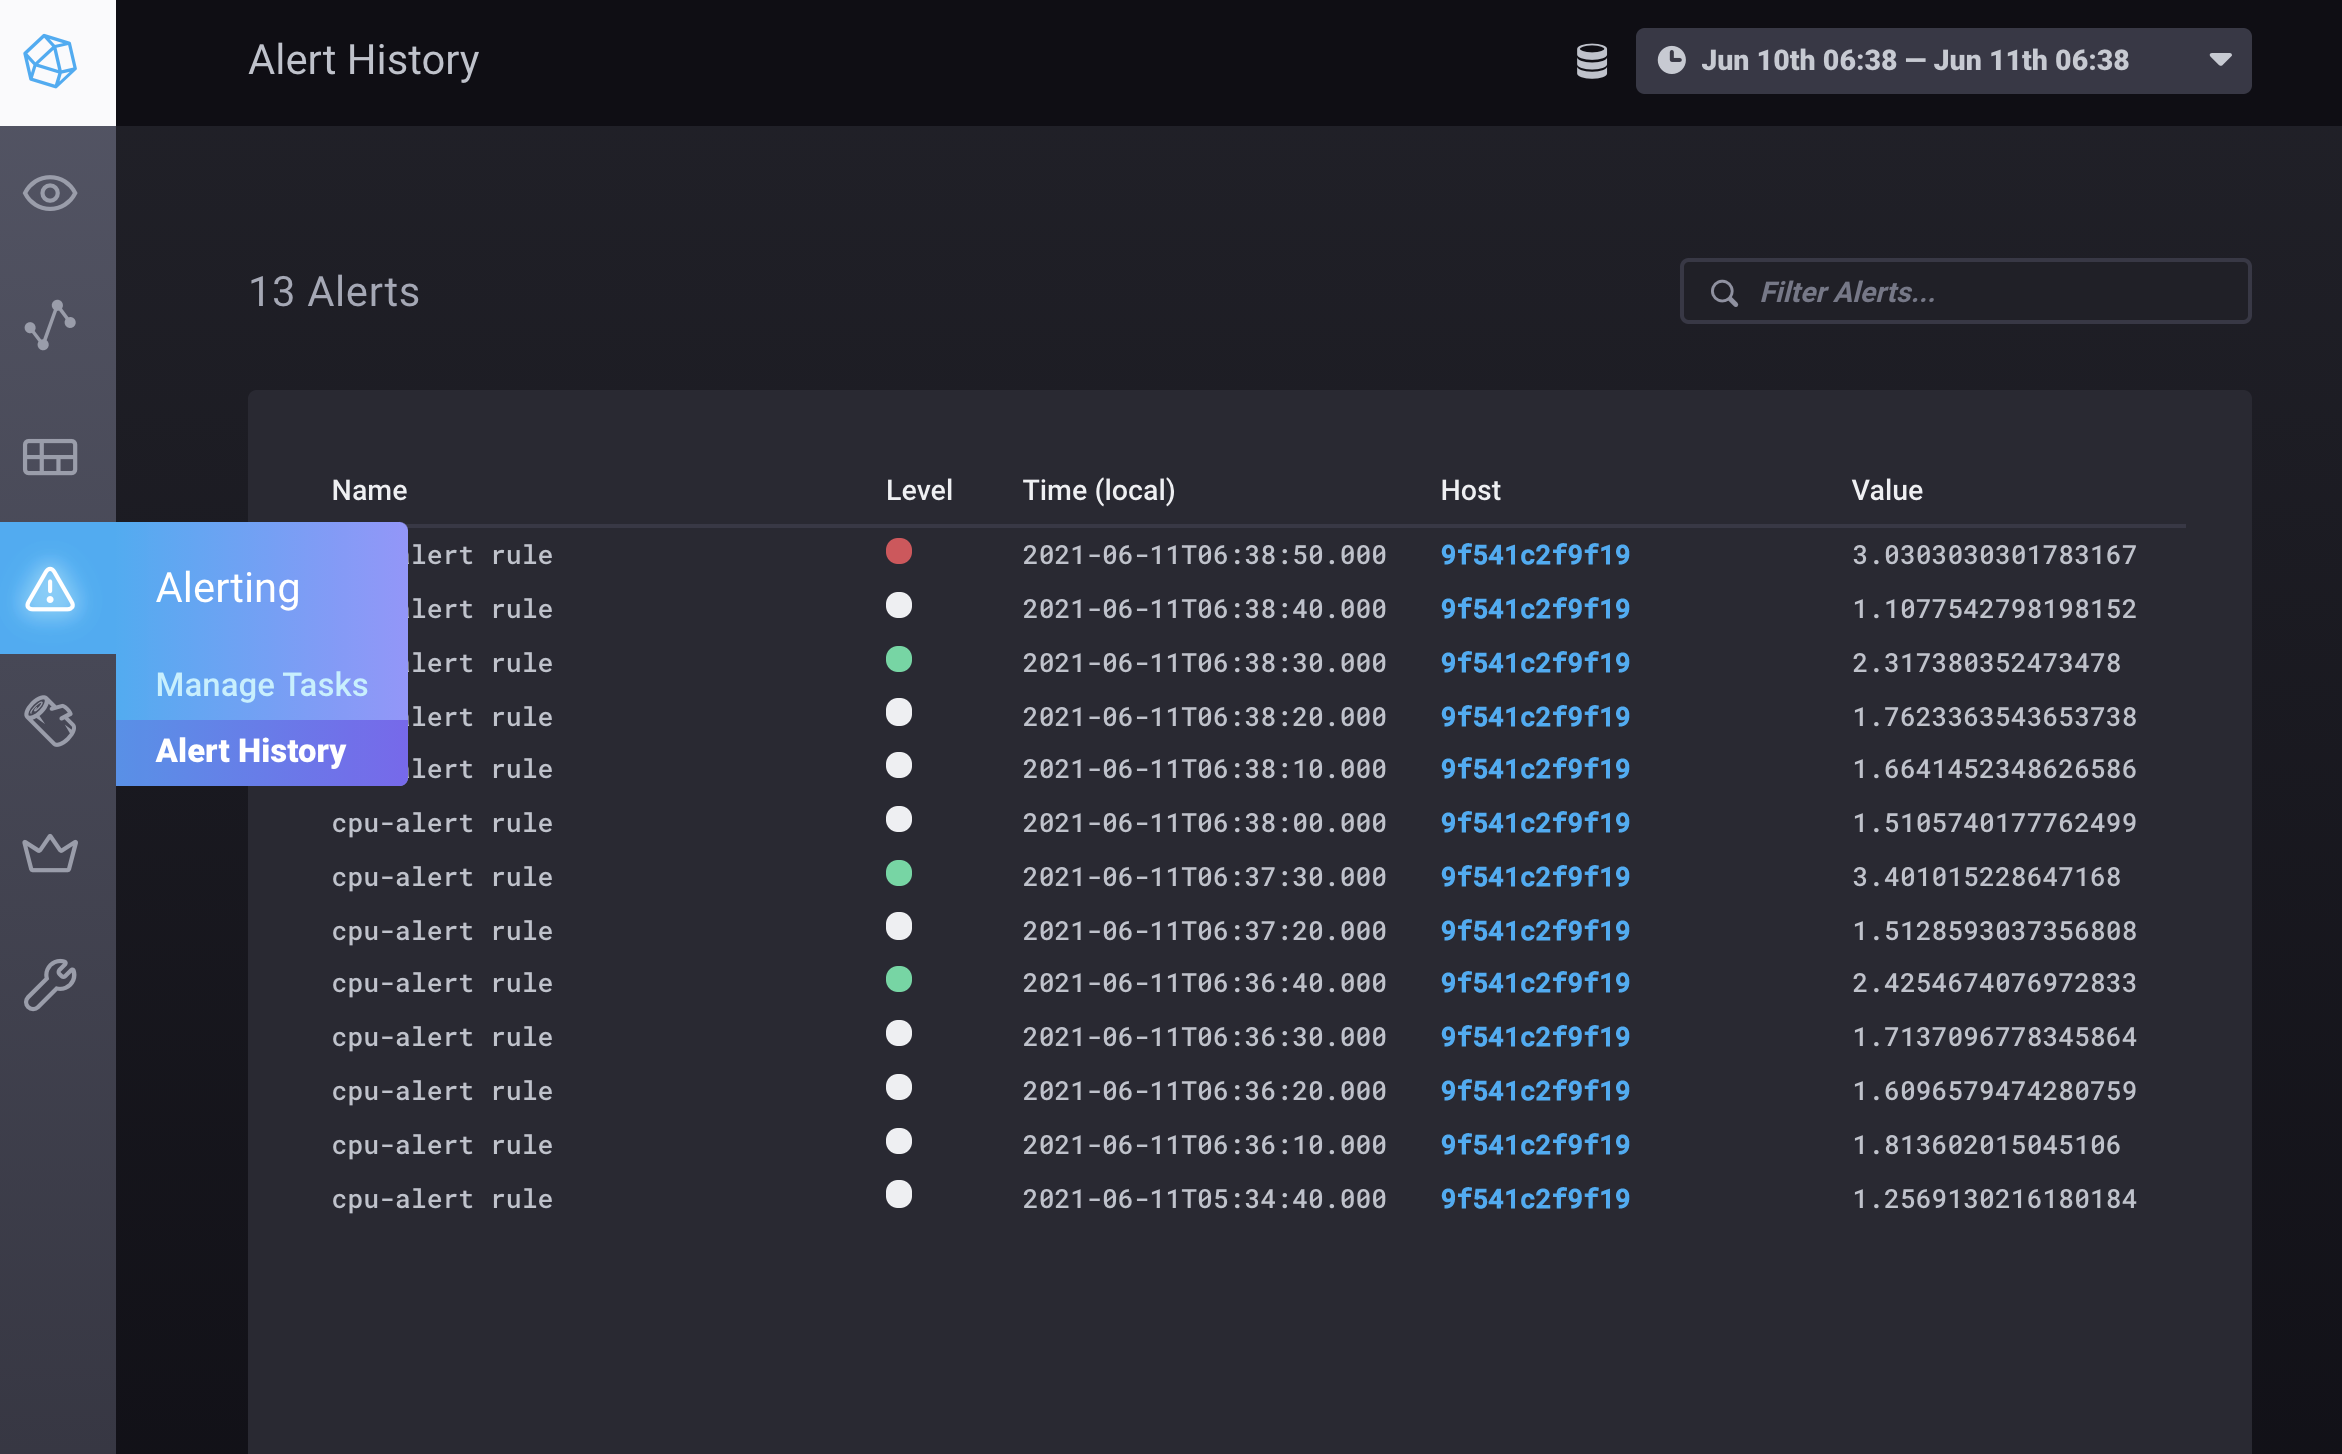 Alert History
Jun 10th 06:38 — Jun 11th 06:38
13 Alerts
Filter Alerts...
Name Level Time (local) Host Value
Alerting
Manage Tasks
Alert History
lert rule 2021-06-11T06:38:50.000 9f541c2f9f19 3.0303030301783167
lert rule 2021-06-11T06:38:40.000 9f541c2f9f19 1.1077542798198152
lert rule 2021-06-11T06:38:30.000 9f541c2f9f19 2.317380352473478
lert rule 2021-06-11T06:38:20.000 9f541c2f9f19 1.7623363543653738
lert rule 2021-06-11T06:38:10.000 9f541c2f9f19 1.6641452348626586
cpu-alert rule 2021-06-11T06:38:00.000 9f541c2f9f19 1.5105740177762499
cpu-alert rule 2021-06-11T06:37:30.000 9f541c2f9f19 3.401015228647168
cpu-alert rule 2021-06-11T06:37:20.000 9f541c2f9f19 1.5128593037356808
cpu-alert rule 2021-06-11T06:36:40.000 9f541c2f9f19 2.4254674076972833
cpu-alert rule 2021-06-11T06:36:30.000 9f541c2f9f19 1.7137096778345864
cpu-alert rule 2021-06-11T06:36:20.000 9f541c2f9f19 1.6096579474280759
cpu-alert rule 2021-06-11T06:36:10.000 9f541c2f9f19 1.813602015045106
cpu-alert rule 2021-06-11T05:34:40.000 9f541c2f9f19 1.2569130216180184